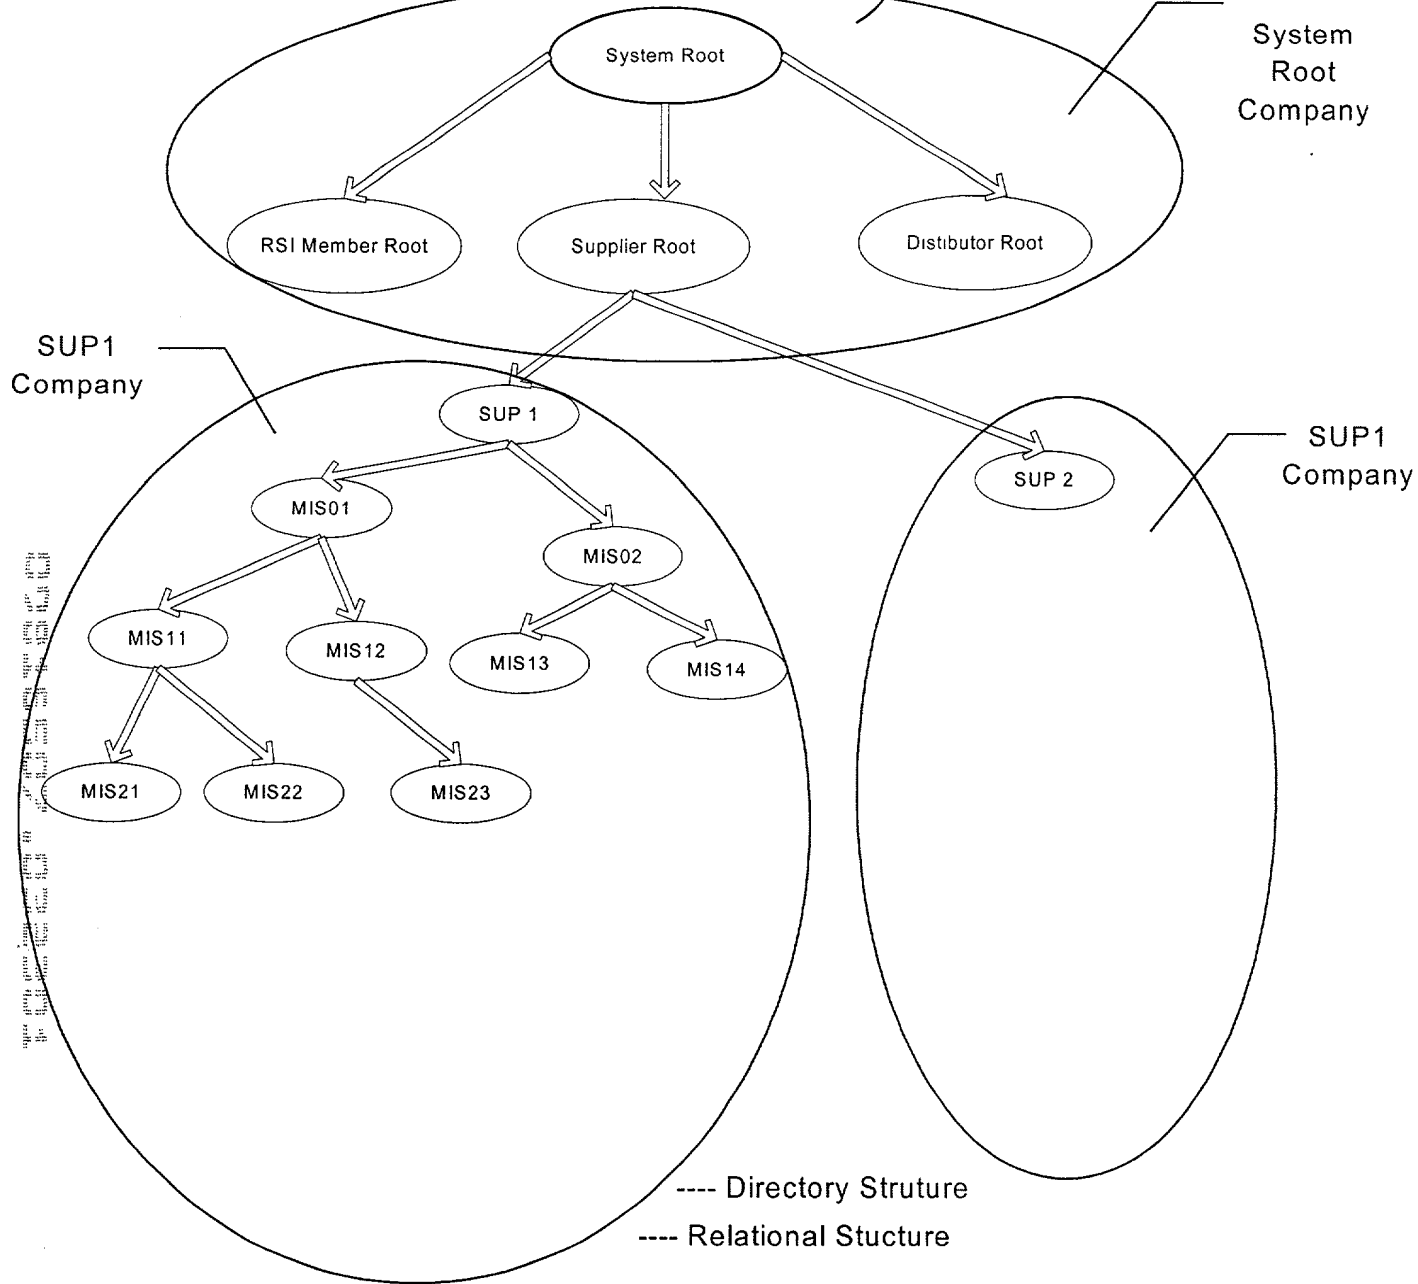 System Root
System
Root
Company
RSI Member Root
Supplier Root
Distibutor Root
SUP1
Company
SUP 1
SUP1
Company
SUP 2
MIS01
MIS02
MIS11
MIS12
MIS13
MIS14
MIS21
MIS22
MIS23
---- Directory Struture
---- Relational Stucture